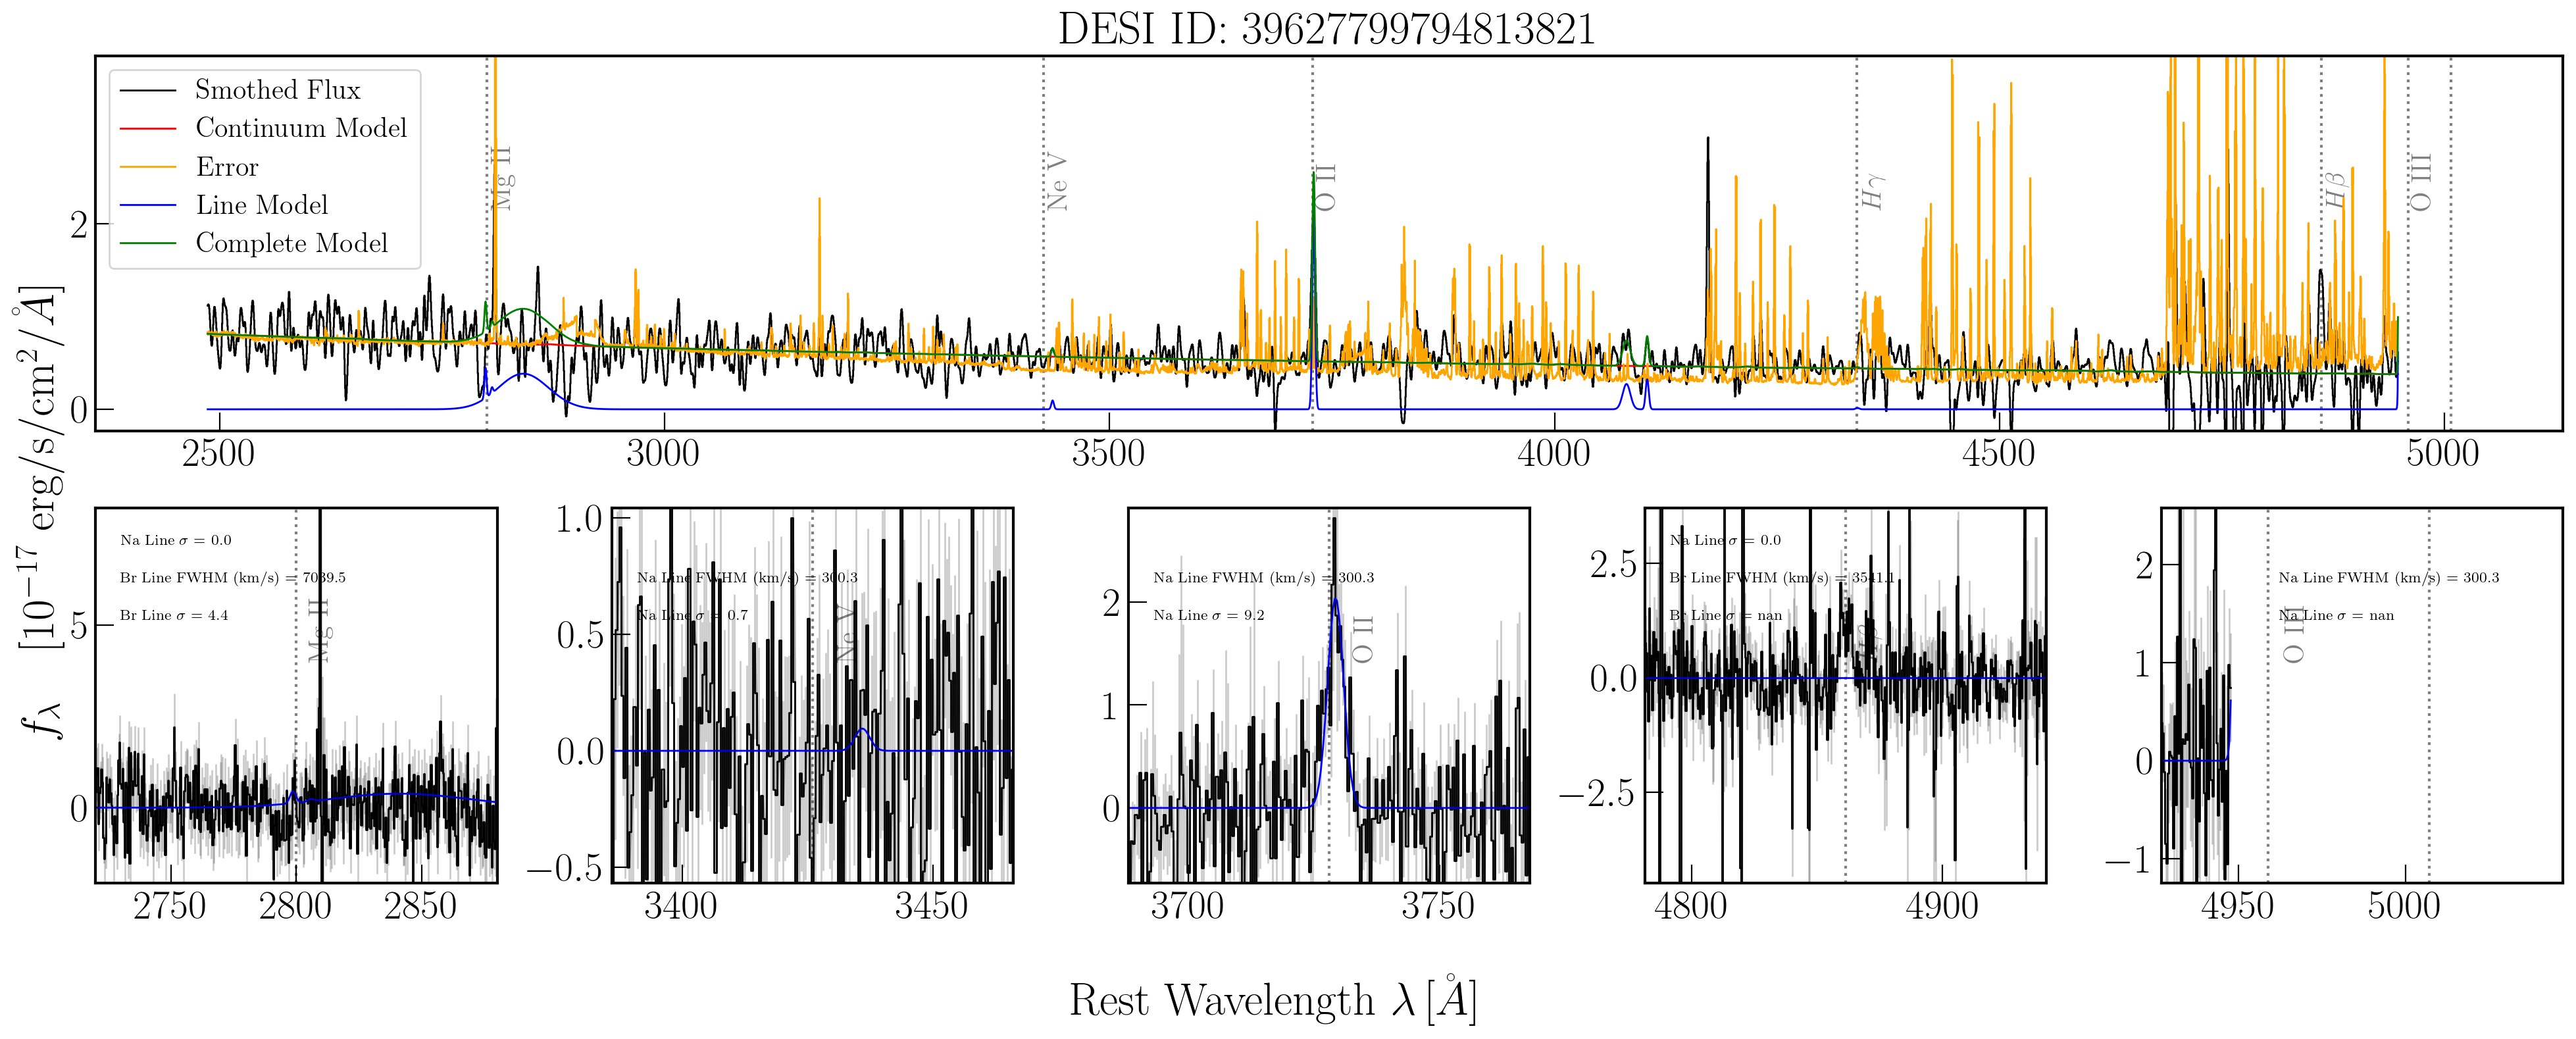 DESI ID: 39627799794813821
Smothed Flux
Continuum Model
Error
Line Model
Complete Model
Mg II
Ne V
O II
Hγ
Hβ
O III
2
0
2500 3000 3500 4000 4500 5000
f_λ [10⁻¹⁷ erg/s/cm²/Å]
Na Line σ = 0.0
Br Line FWHM (km/s) = 7039.5
Br Line σ = 4.4
Mg II
5
0
2750 2800 2850
Na Line FWHM (km/s) = 300.3
Na Line σ = 0.7
Ne V
1.0
0.5
0.0
−0.5
3400 3450
Na Line FWHM (km/s) = 300.3
Na Line σ = 9.2
O II
2
1
0
3700 3750
Na Line σ = 0.0
Br Line FWHM (km/s) = 3541.1
Br Line σ = nan
Hβ
2.5
0.0
−2.5
4800 4900
Na Line FWHM (km/s) = 300.3
Na Line σ = nan
O III
2
1
0
−1
4950 5000
Rest Wavelength λ [Å]